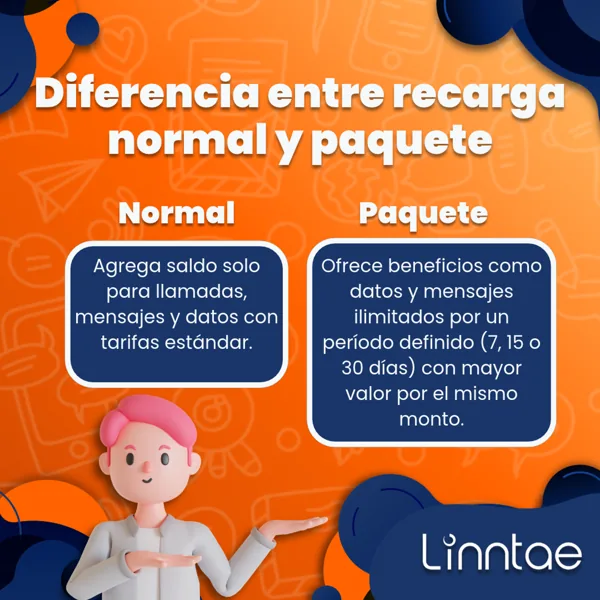 Diferencia entre recarga
normal y paquete
Normal
Agrega saldo solo
para llamadas,
mensajes y datos con
tarifas estándar.
Paquete
Ofrece beneficios como
datos y mensajes
ilimitados por un
período definido (7, 15 o
30 días) con mayor
valor por el mismo
monto.
Linntae